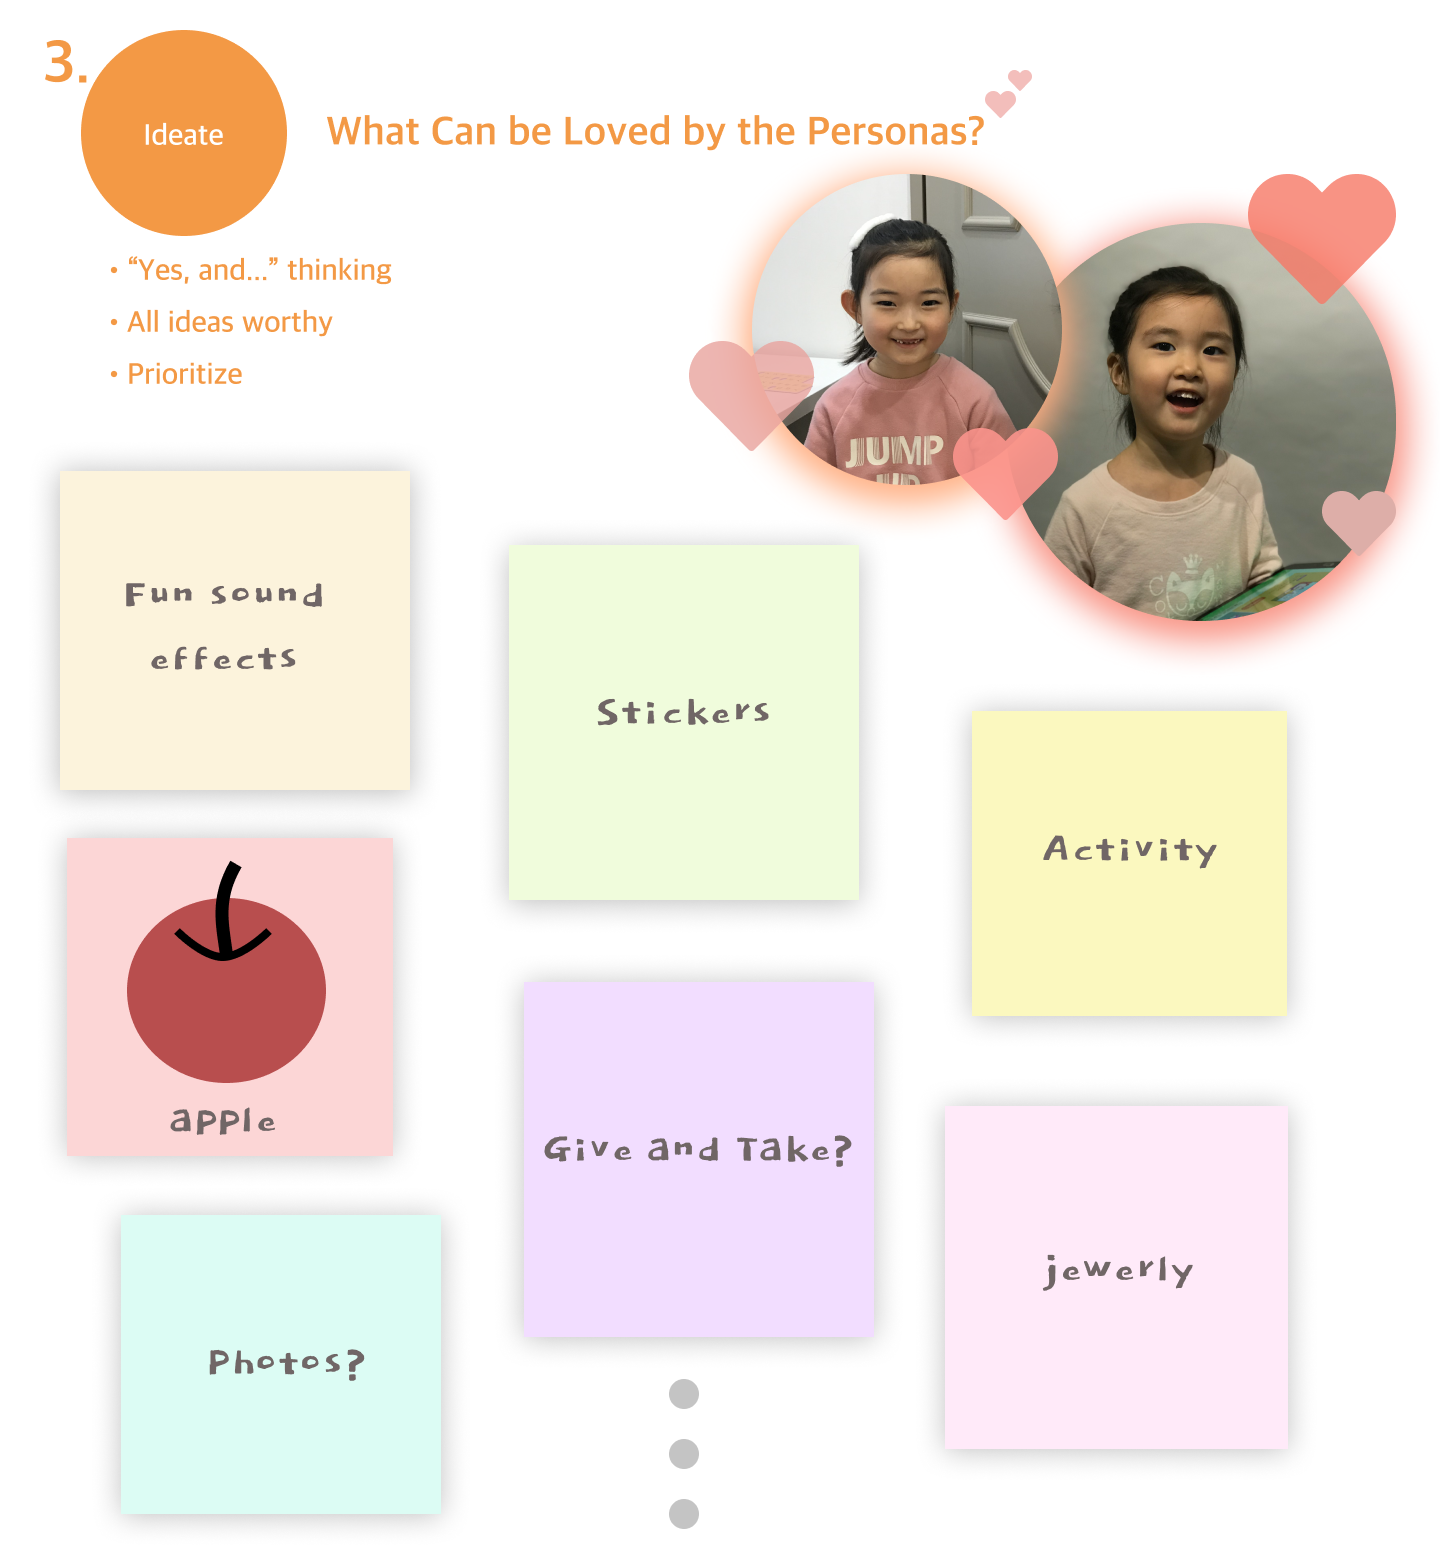 3.
Ideate
What Can be Loved by the Personas?
• “Yes, and...” thinking
• All ideas worthy
• Prioritize
JUMP
UP
Fun sound
effects
Stickers
Activity
apple
Give and Take?
jewerly
Photos?